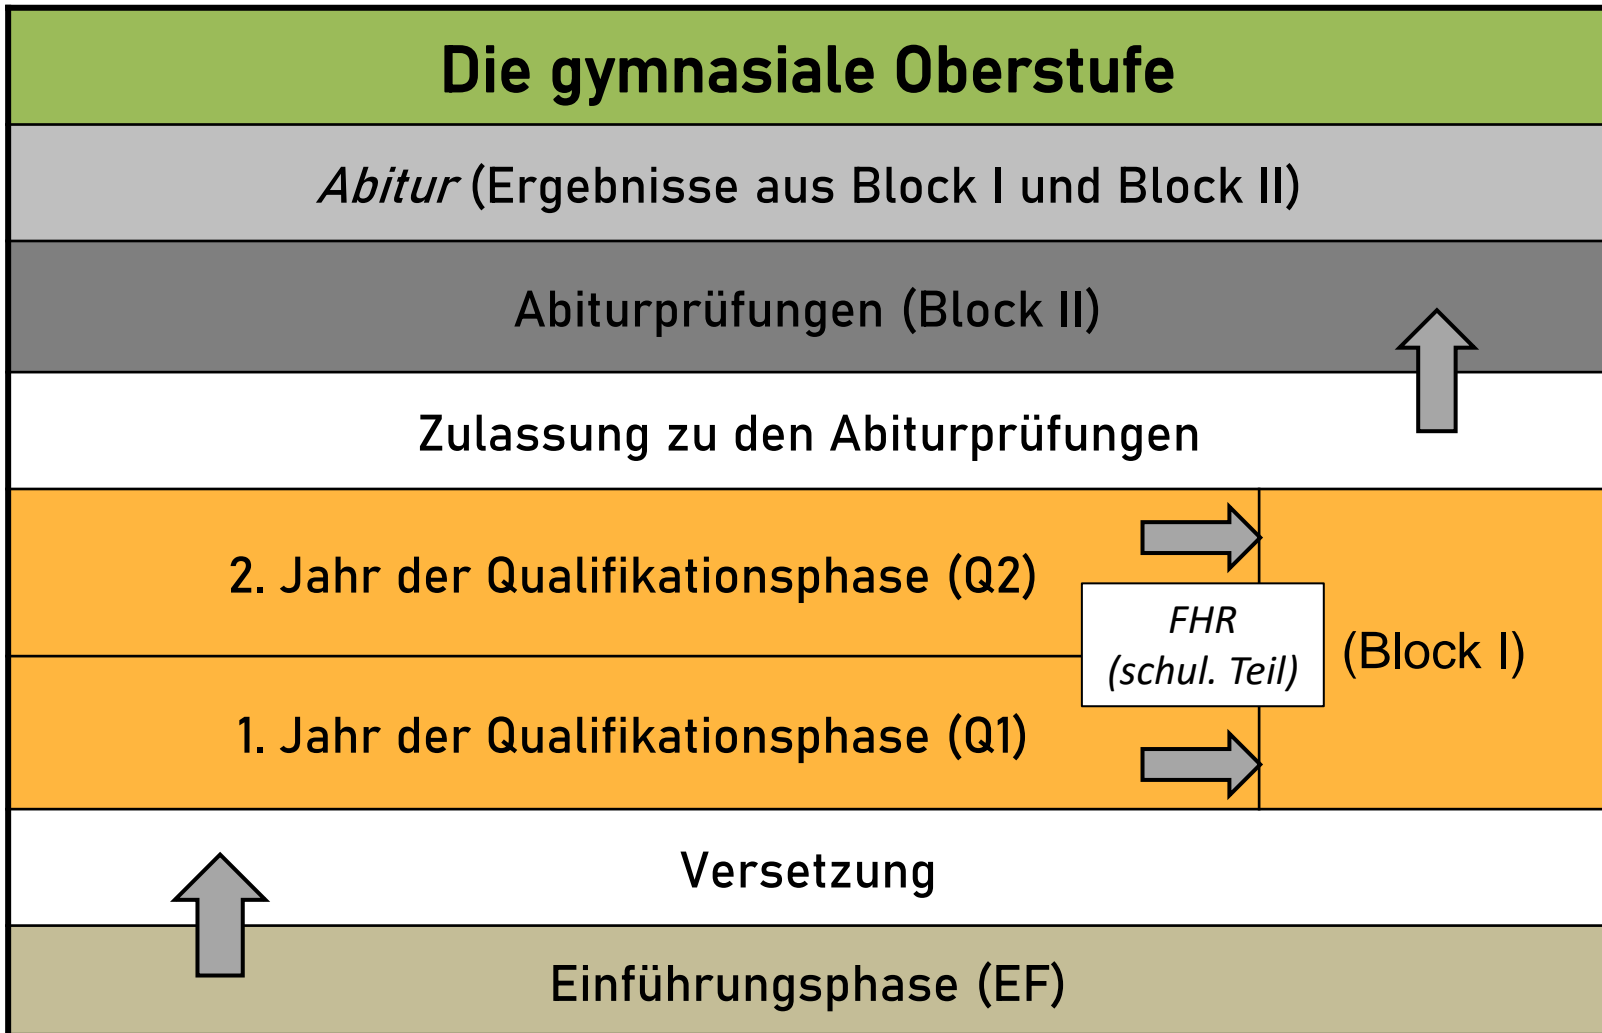 Die gymnasiale Oberstufe
Abitur (Ergebnisse aus Block I und Block II)
Abiturprüfungen (Block II)
Zulassung zu den Abiturprüfungen
2. Jahr der Qualifikationsphase (Q2)
FHR
(schul. Teil)
(Block I)
1. Jahr der Qualifikationsphase (Q1)
Versetzung
Einführungsphase (EF)